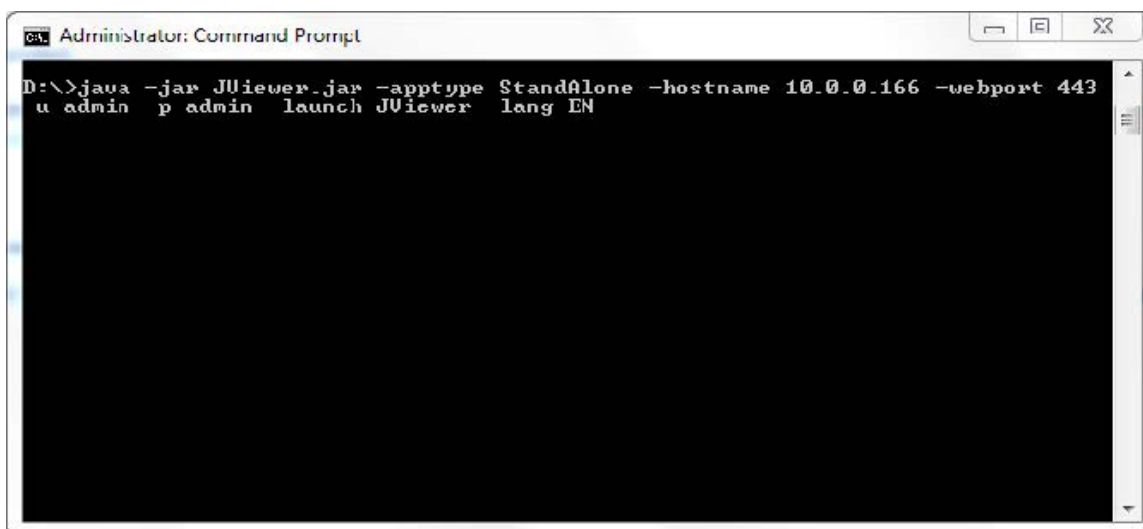 Administrator: Command Prompt
D:\>java -jar JViewer.jar -apptype StandAlone -hostname 10.0.0.166 -webport 443
u admin p admin launch JViewer lang EN